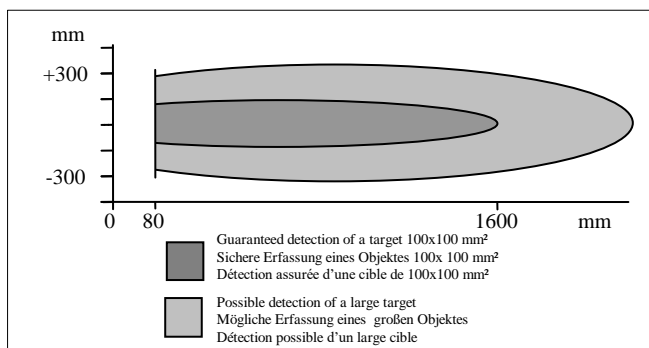 mm
+300
-300
0 80 1600 mm
Guaranteed detection of a target 100x100 mm²
Sichere Erfassung eines Objektes 100x 100 mm²
Détection assurée d’une cible de 100x100 mm²
Possible detection of a large target
Mögliche Erfassung eines großen Objektes
Détection possible d’un large cible